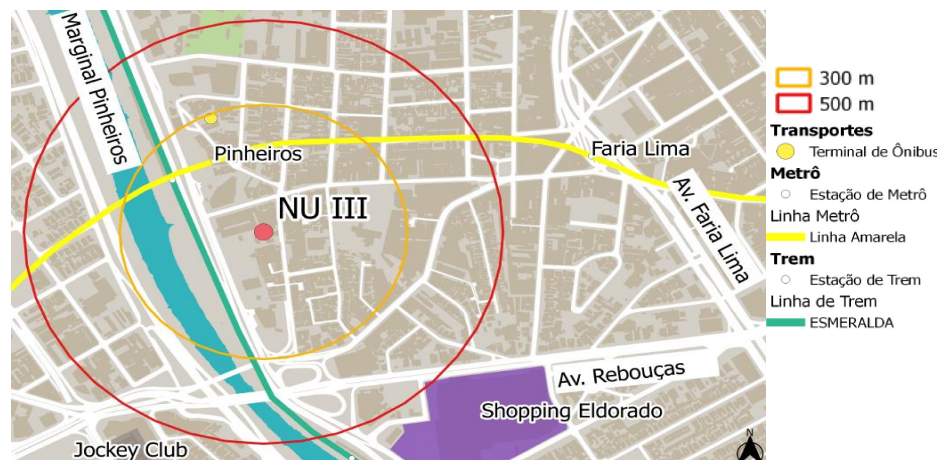 Marginal Pinheiros
Pinheiros
Faria Lima
Av. Faria Lima
NU III
Av. Rebouças
Shopping Eldorado
Jockey Club
N
300 m
500 m
Transportes
Terminal de Ônibus
Metrô
Estação de Metrô
Linha Metrô
Linha Amarela
Trem
Estação de Trem
Linha de Trem
ESMERALDA